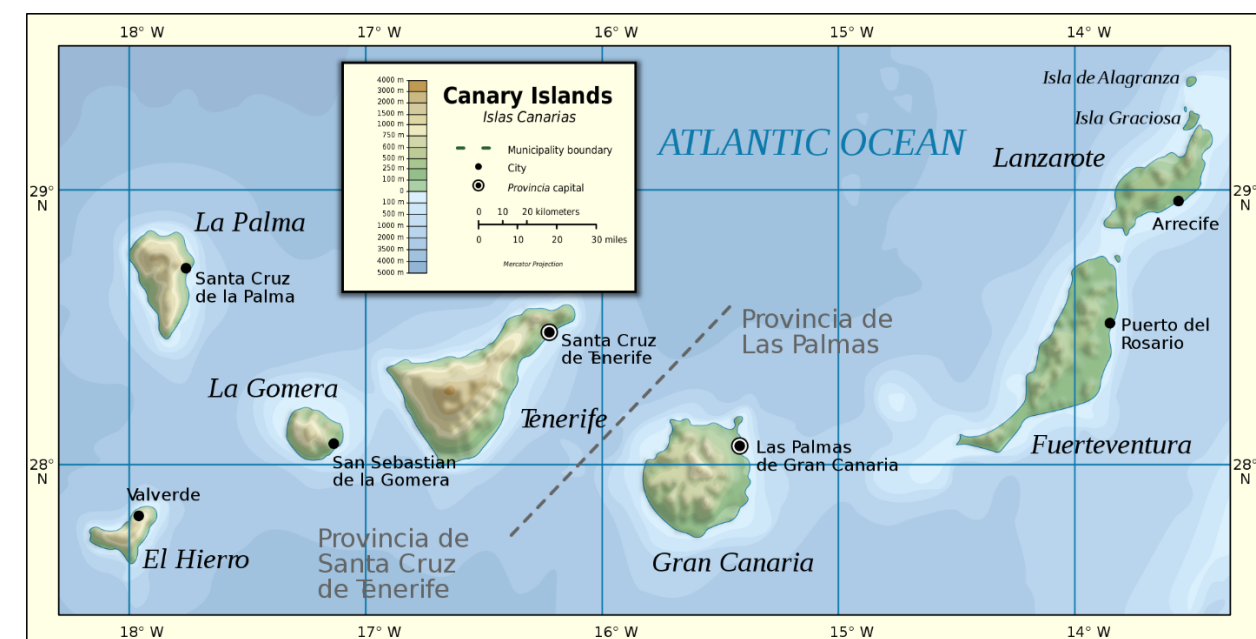 18° W 17° W 16° W 15° W 14° W
4000 m
3000 m
2000 m
1500 m
1000 m
750 m
600 m
500 m
250 m
100 m
0
100 m
500 m
1000 m
2000 m
3500 m
4000 m
5000 m
Canary Islands
Islas Canarias
Municipality boundary
City
Provincia capital
0 10 20 kilometers
0 10 20 30 miles
Mercator Projection
ATLANTIC OCEAN
Isla de Alagranza
Isla Graciosa
Lanzarote
29°
N
29°
N
Arrecife
La Palma
Santa Cruz
de la Palma
Provincia de
Las Palmas
Puerto del
Rosario
Santa Cruz
de Tenerife
La Gomera
Tenerife
Fuerteventura
Las Palmas
de Gran Canaria
San Sebastian
de la Gomera
28°
N
28°
N
Valverde
El Hierro
Provincia de
Santa Cruz
de Tenerife
Gran Canaria
18° W 17° W 16° W 15° W 14° W